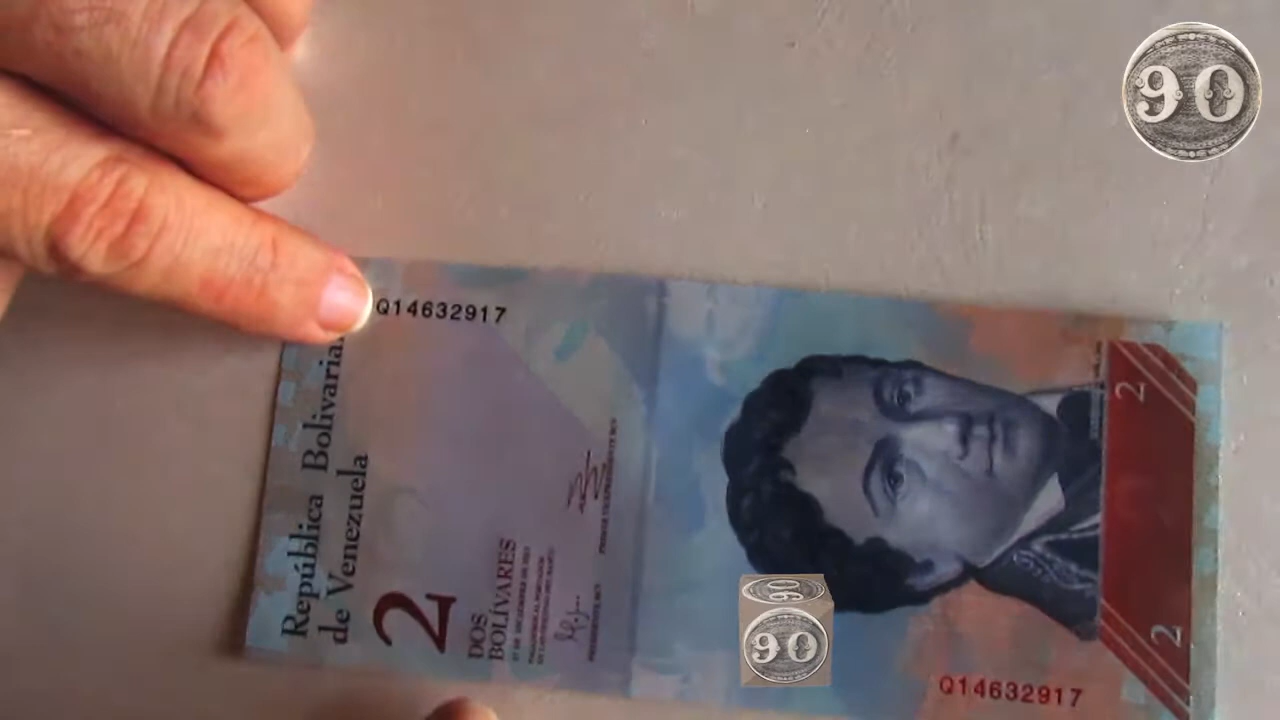 Q14632917
República Bolivariana
de Venezuela
2
DOS
BOLÍVARES
2
2
Q14632917
90
90
90